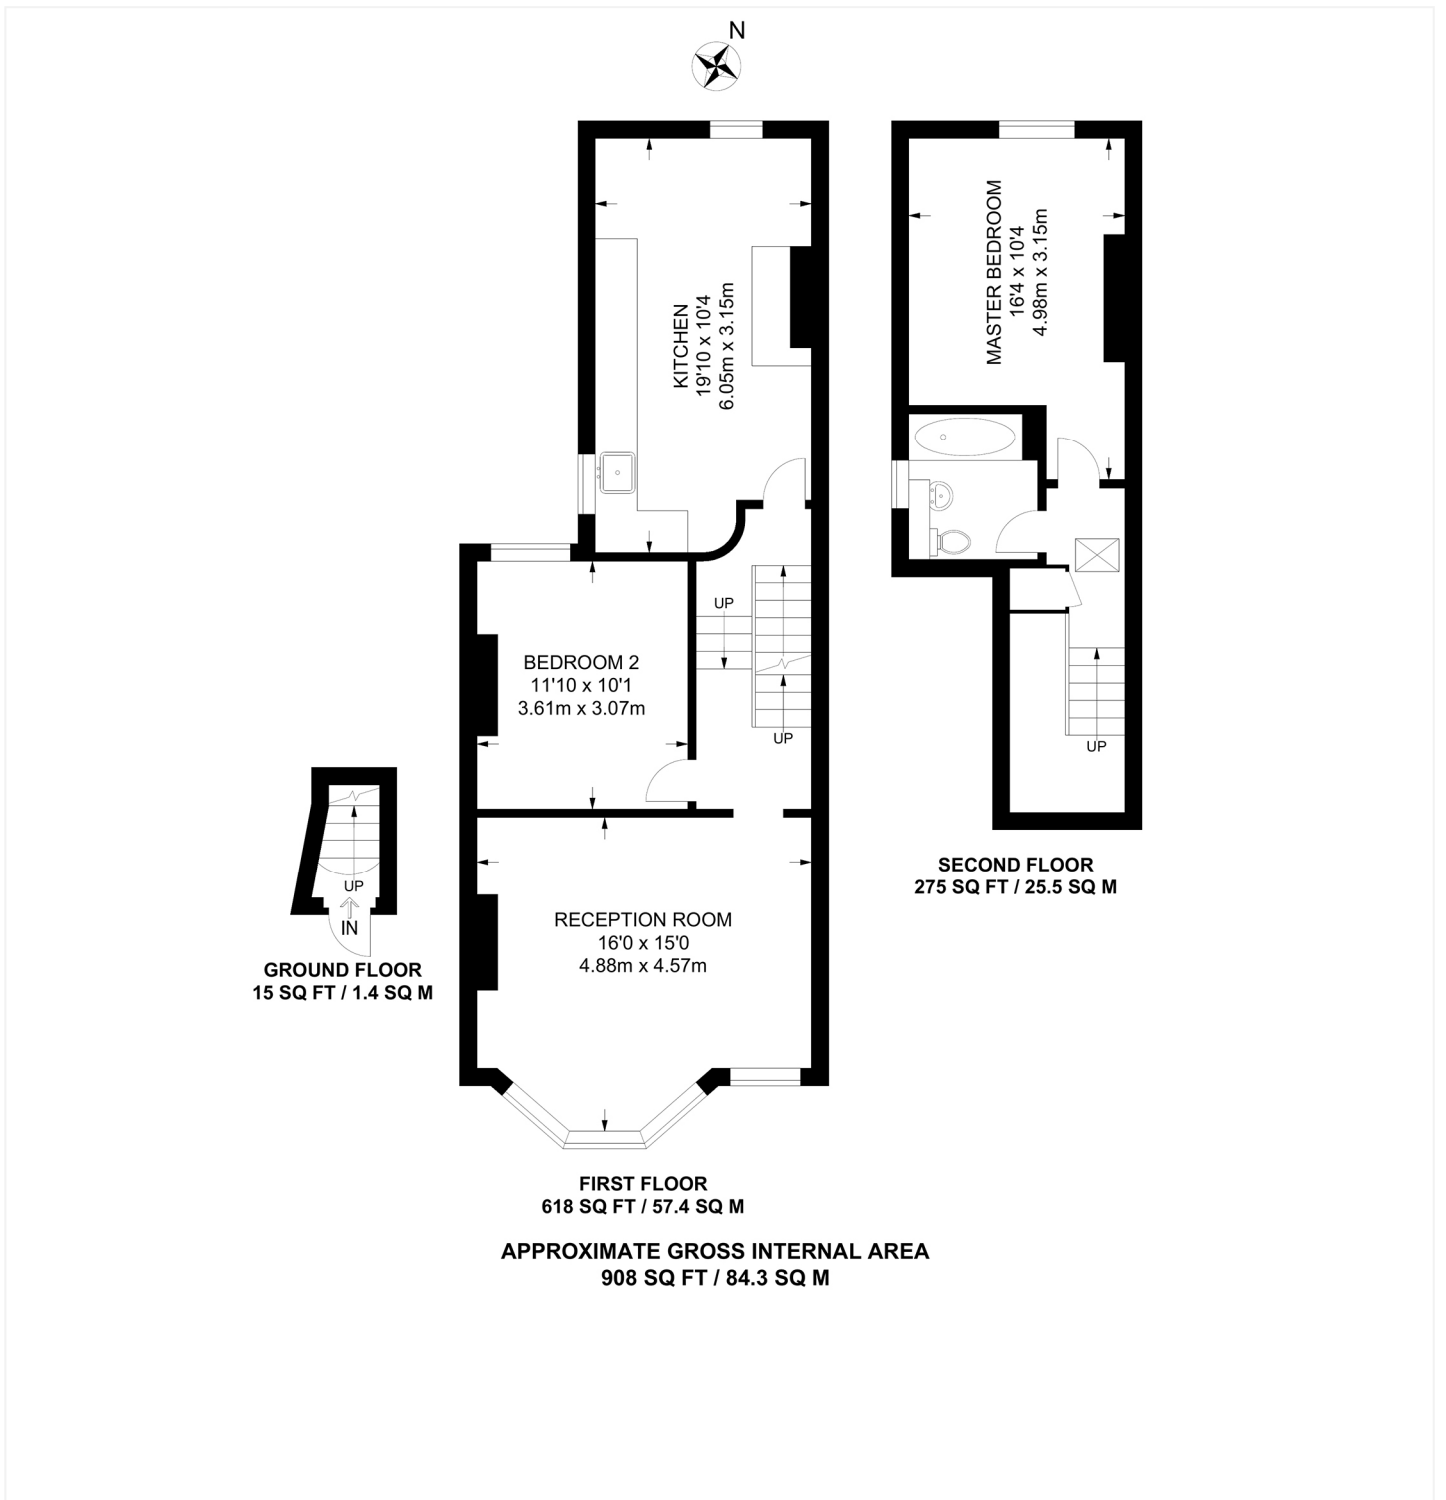 N
KITCHEN
19'10 x 10'4
6.05m x 3.15m
MASTER BEDROOM
16'4 x 10'4
4.98m x 3.15m
UP
BEDROOM 2
11'10 x 10'1
3.61m x 3.07m
UP
UP
UP
IN
GROUND FLOOR
15 SQ FT / 1.4 SQ M
RECEPTION ROOM
16'0 x 15'0
4.88m x 4.57m
SECOND FLOOR
275 SQ FT / 25.5 SQ M
FIRST FLOOR
618 SQ FT / 57.4 SQ M
APPROXIMATE GROSS INTERNAL AREA
908 SQ FT / 84.3 SQ M